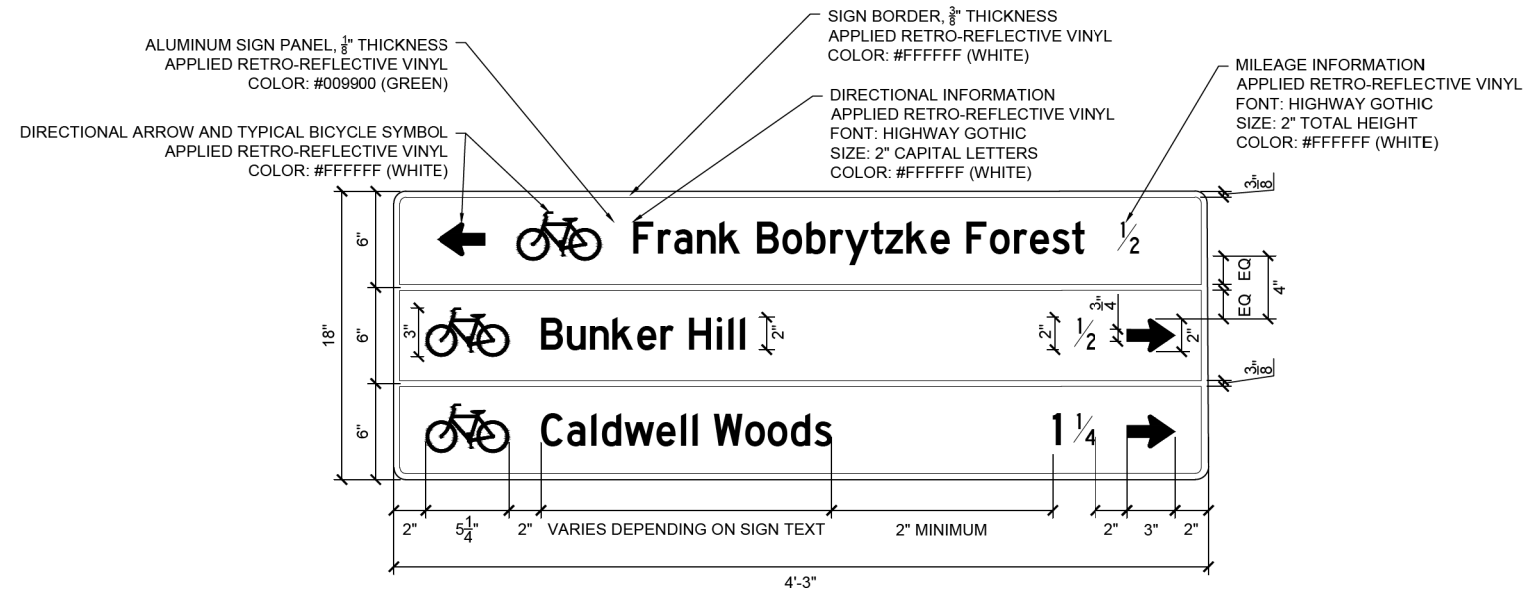 SIGN BORDER, 3/8" THICKNESS
APPLIED RETRO-REFLECTIVE VINYL
COLOR: #FFFFFF (WHITE)
ALUMINUM SIGN PANEL, 1/8" THICKNESS
APPLIED RETRO-REFLECTIVE VINYL
COLOR: #009900 (GREEN)
MILEAGE INFORMATION
APPLIED RETRO-REFLECTIVE VINYL
FONT: HIGHWAY GOTHIC
SIZE: 2" TOTAL HEIGHT
COLOR: #FFFFFF (WHITE)
DIRECTIONAL INFORMATION
APPLIED RETRO-REFLECTIVE VINYL
FONT: HIGHWAY GOTHIC
SIZE: 2" CAPITAL LETTERS
COLOR: #FFFFFF (WHITE)
DIRECTIONAL ARROW AND TYPICAL BICYCLE SYMBOL
APPLIED RETRO-REFLECTIVE VINYL
COLOR: #FFFFFF (WHITE)
3/8"
6" Frank Bobrytzke Forest 1/2
EQ
4"
EQ
18"
6" 3" Bunker Hill 2" 2" 1/2 3/4" 2"
3/8"
6" Caldwell Woods 1 1/4
2" 5 1/4" 2" VARIES DEPENDING ON SIGN TEXT 2" MINIMUM 2" 3" 2"
4'-3"